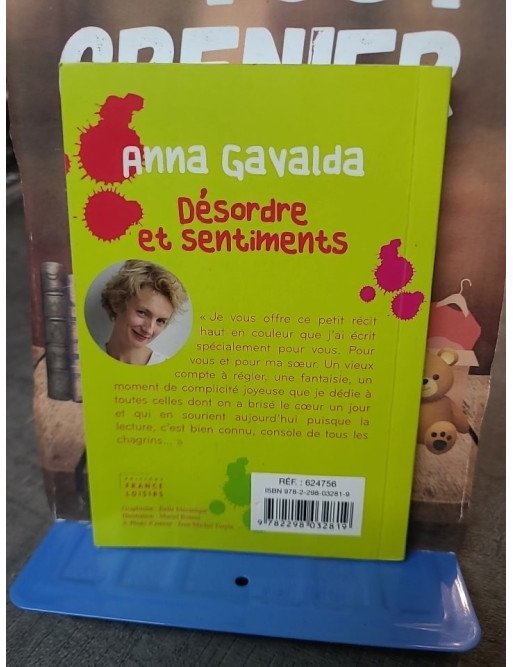 GRENIER
Anna Gavalda
Désordre
et sentiments
« Je vous offre ce petit récit
haut en couleur que j'ai écrit
spécialement pour vous. Pour
vous et pour ma sœur. Un vieux
compte à régler, une fantaisie, un
moment de complicité joyeuse que je dédie à
toutes celles dont on a brisé le cœur un jour
et qui en sourient aujourd'hui puisque la
lecture, c'est bien connu, console de tous les
chagrins... »
ÉDITIONS
FRANCE
LOISIRS
RÉF. : 624756
ISBN 978-2-298-03281-9
9 782298 032819